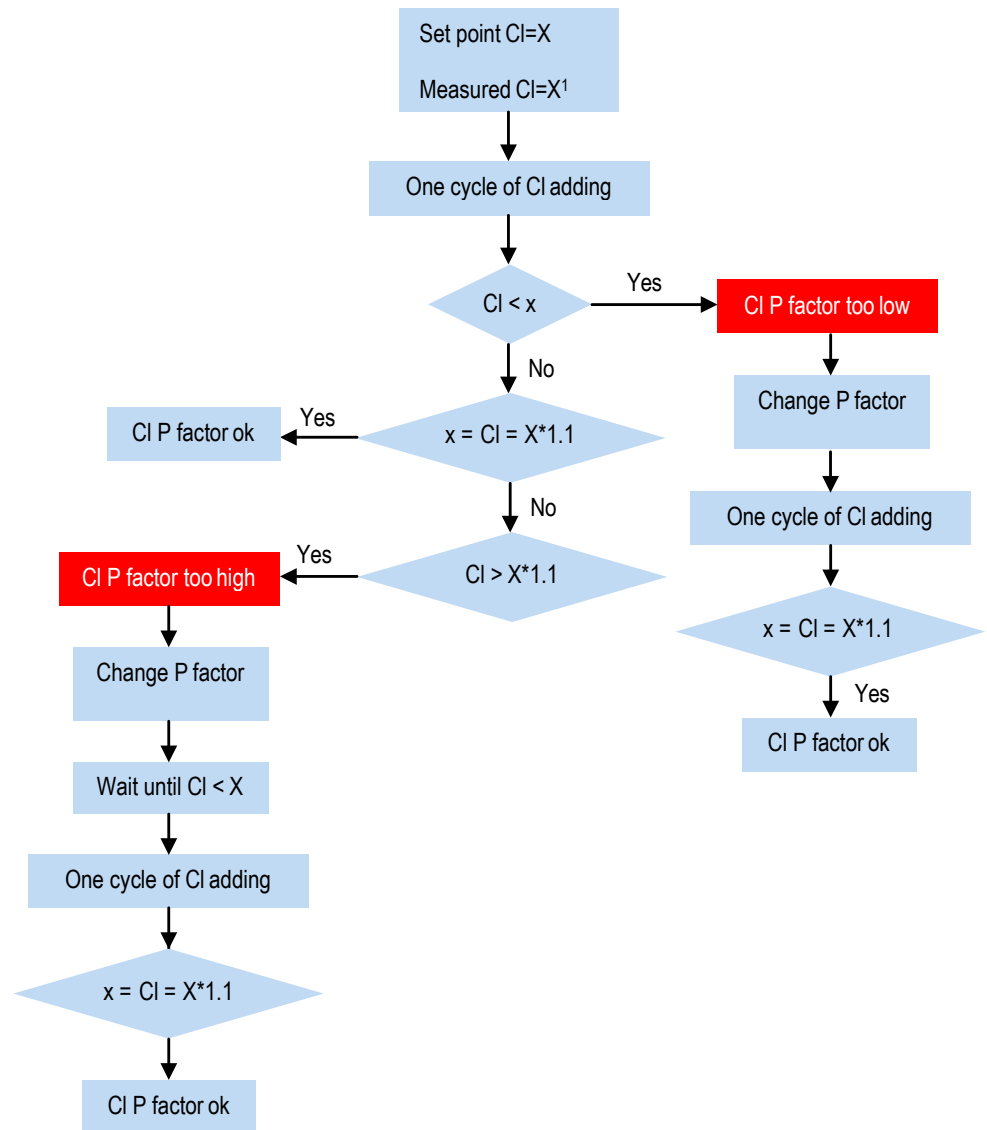 Set point Cl=X
Measured Cl=X¹
One cycle of Cl adding
Cl < x
Yes
Cl P factor too low
No
Change P factor
x = Cl = X*1.1
Yes
Cl P factor ok
One cycle of Cl adding
No
Cl > X*1.1
Yes
Cl P factor too high
x = Cl = X*1.1
Change P factor
Yes
Cl P factor ok
Wait until Cl < X
One cycle of Cl adding
x = Cl = X*1.1
Cl P factor ok